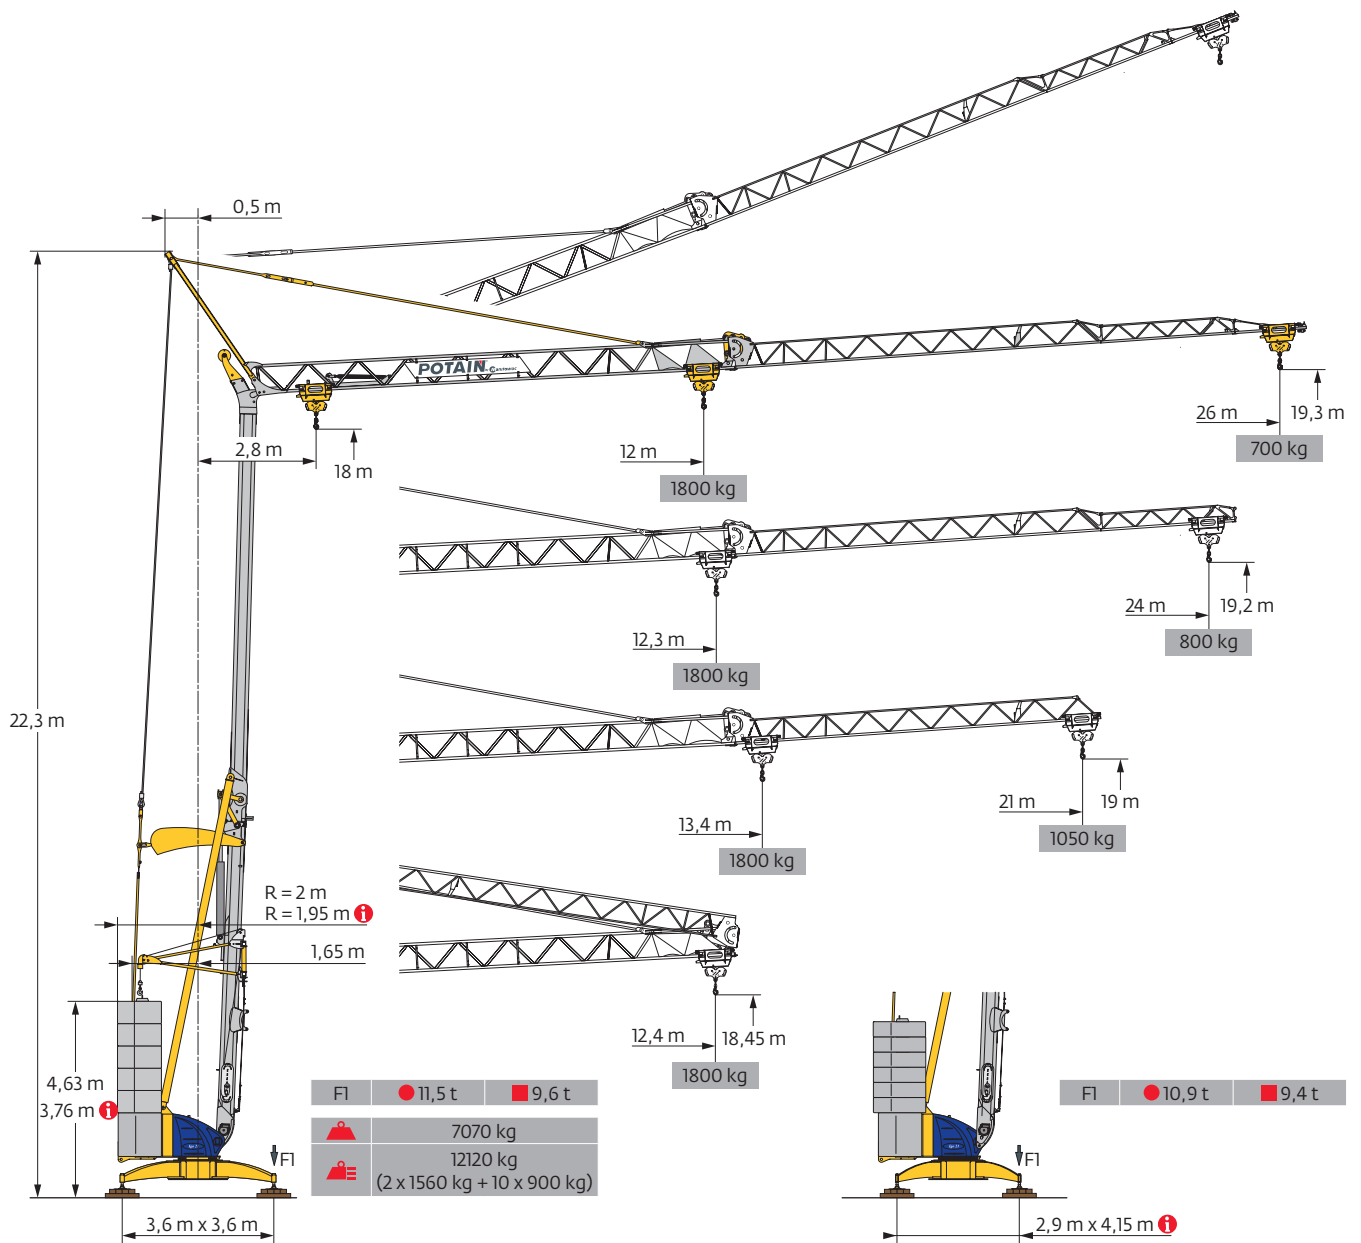 0,5 m
POTAIN
2,8 m
18 m
12 m
1800 kg
26 m
19,3 m
700 kg
12,3 m
1800 kg
24 m
19,2 m
800 kg
22,3 m
13,4 m
1800 kg
21 m
19 m
1050 kg
R = 2 m
R = 1,95 m i
1,65 m
12,4 m
18,45 m
1800 kg
4,63 m
3,76 m i
F1 11,5 t 9,6 t
7070 kg
12120 kg
(2 x 1560 kg + 10 x 900 kg)
F1
3,6 m x 3,6 m
F1 10,9 t 9,4 t
F1
2,9 m x 4,15 m i